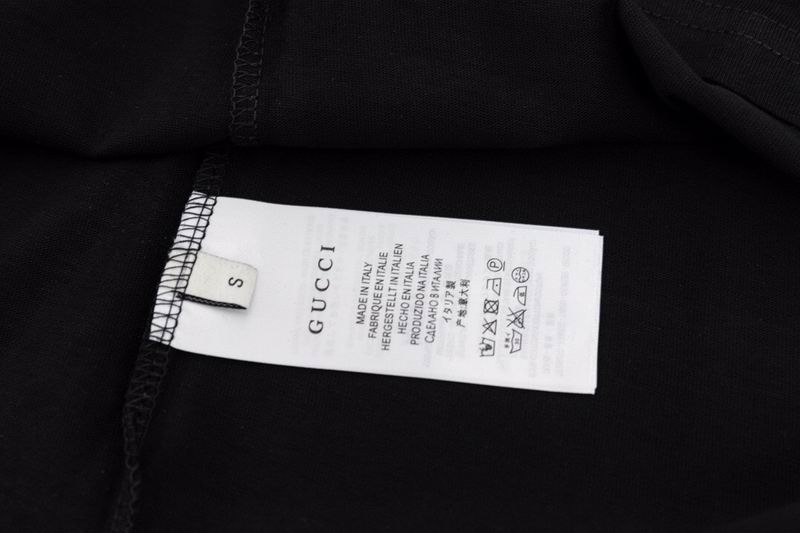 S
GUCCI
MADE IN ITALY
FABRIQUE EN ITALIE
HERGESTELLT IN ITALIEN
HECHO EN ITALIA
PRODUZIDO NA ITALIA
СДЕЛАНО В ИТАЛИИ
イタリア製
产地意大利